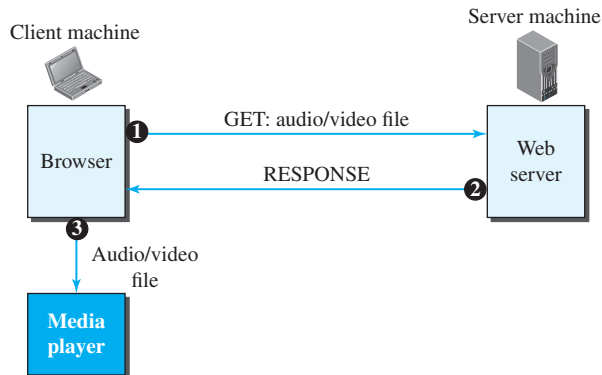 Client machine
Server machine
1
GET: audio/video file
Browser
Web
server
RESPONSE
2
3
Audio/video
file
Media
player